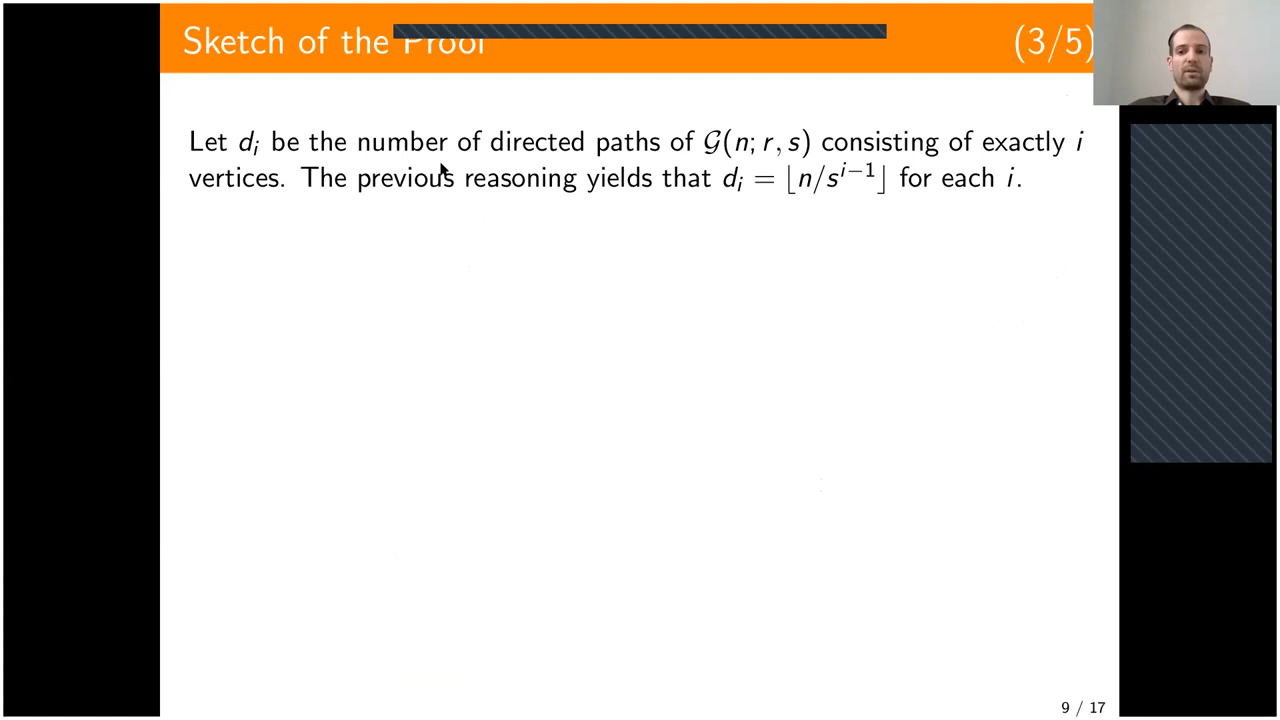 Sketch of the Proof
(3/5)
Let d_i be the number of directed paths of 𝒢(n; r, s) consisting of exactly i
vertices. The previous reasoning yields that d_i = ⌊n/s^{i−1}⌋ for each i.
9 / 17